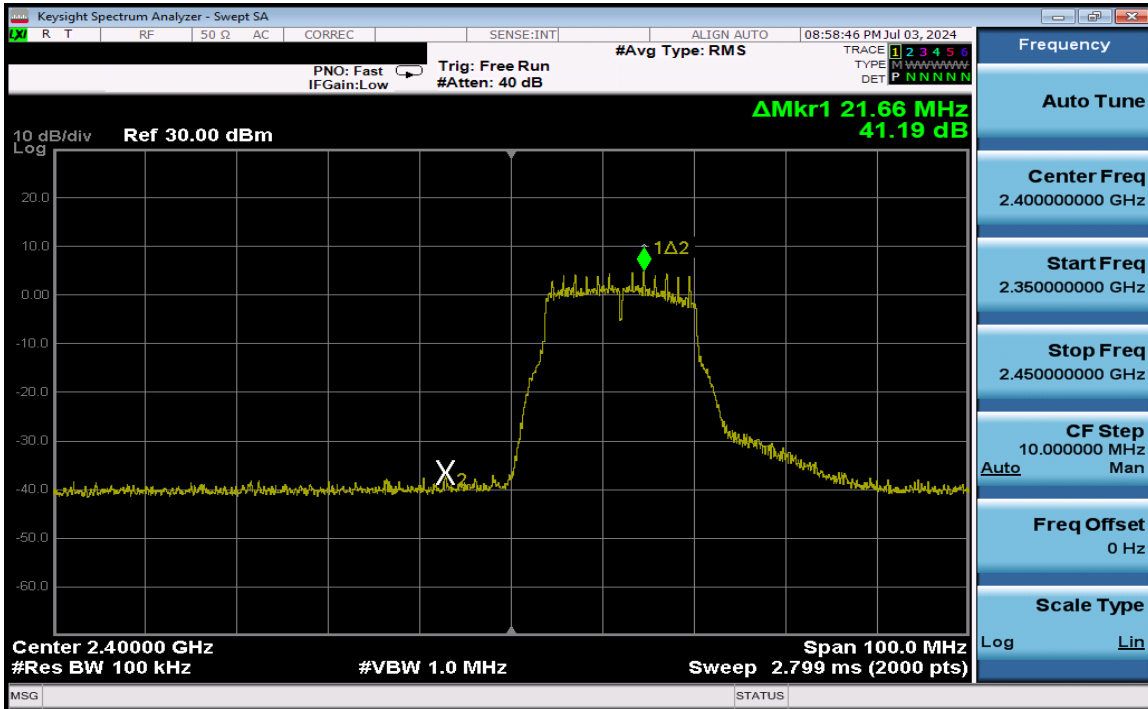 Keysight Spectrum Analyzer - Swept SA
LXI R T RF 50 Ω AC CORREC SENSE:INT ALIGN AUTO 08:58:46 PM Jul 03, 2024
PNO: Fast
IFGain:Low
Trig: Free Run
#Atten: 40 dB
#Avg Type: RMS
TRACE 1 2 3 4 5 6
TYPE M WWWWW
DET P N N N N N
ΔMkr1 21.66 MHz
41.19 dB
10 dB/div Ref 30.00 dBm
Log
20.0
10.0
1Δ2
0.00
-10.0
-20.0
-30.0
-40.0
X2
-50.0
-60.0
Center 2.40000 GHz Span 100.0 MHz
#Res BW 100 kHz #VBW 1.0 MHz Sweep 2.799 ms (2000 pts)
MSG STATUS
Frequency
Auto Tune
Center Freq
2.400000000 GHz
Start Freq
2.350000000 GHz
Stop Freq
2.450000000 GHz
CF Step
10.000000 MHz
Auto Man
Freq Offset
0 Hz
Scale Type
Log Lin